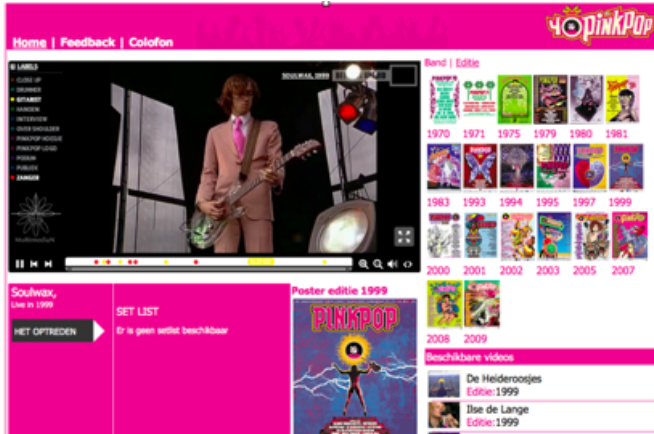 40 PINKPOP
Home | Feedback | Colofon
LABELS
CLOSE UP
DRUMMER
GITARIST
HANDEN
INTERVIEW
OVER SHOULDER
PINKPOP HOEKJE
PINKPOP LOGO
PODIUM
PUBLIEK
ZANGER
SOULWAX, 1999
MultimediaN
Band | Editie
1970 1971 1975 1979 1980 1981
1983 1993 1994 1995 1997 1999
2000 2001 2002 2003 2005 2007
2008 2009
Soulwax,
Live in 1999
HET OPTREDEN
SET LIST
Er is geen setlist beschikbaar
Poster editie 1999
PINKPOP
Beschikbare videos
De Heideroosjes
Editie:1999
Ilse de Lange
Editie:1999